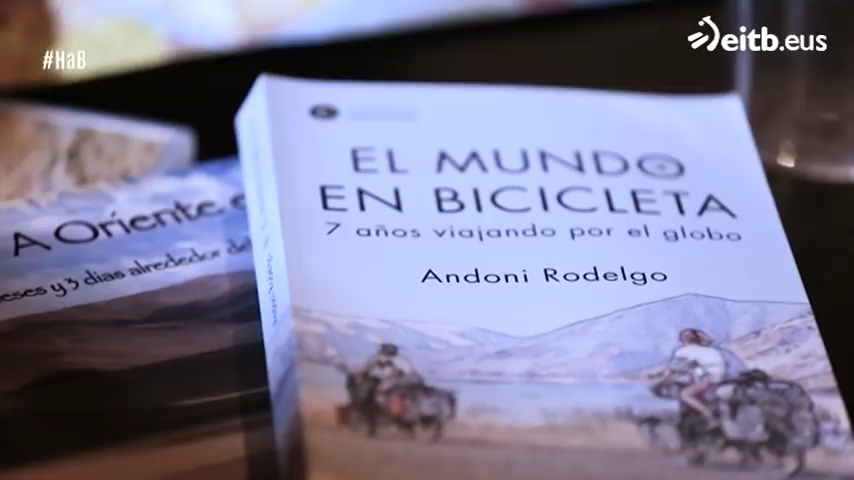 #HaB
eitb.eus
EL MUNDO
EN BICICLETA
7 años viajando por el globo
Andoni Rodelgo
A Oriente
eses y 3 días alrededor del